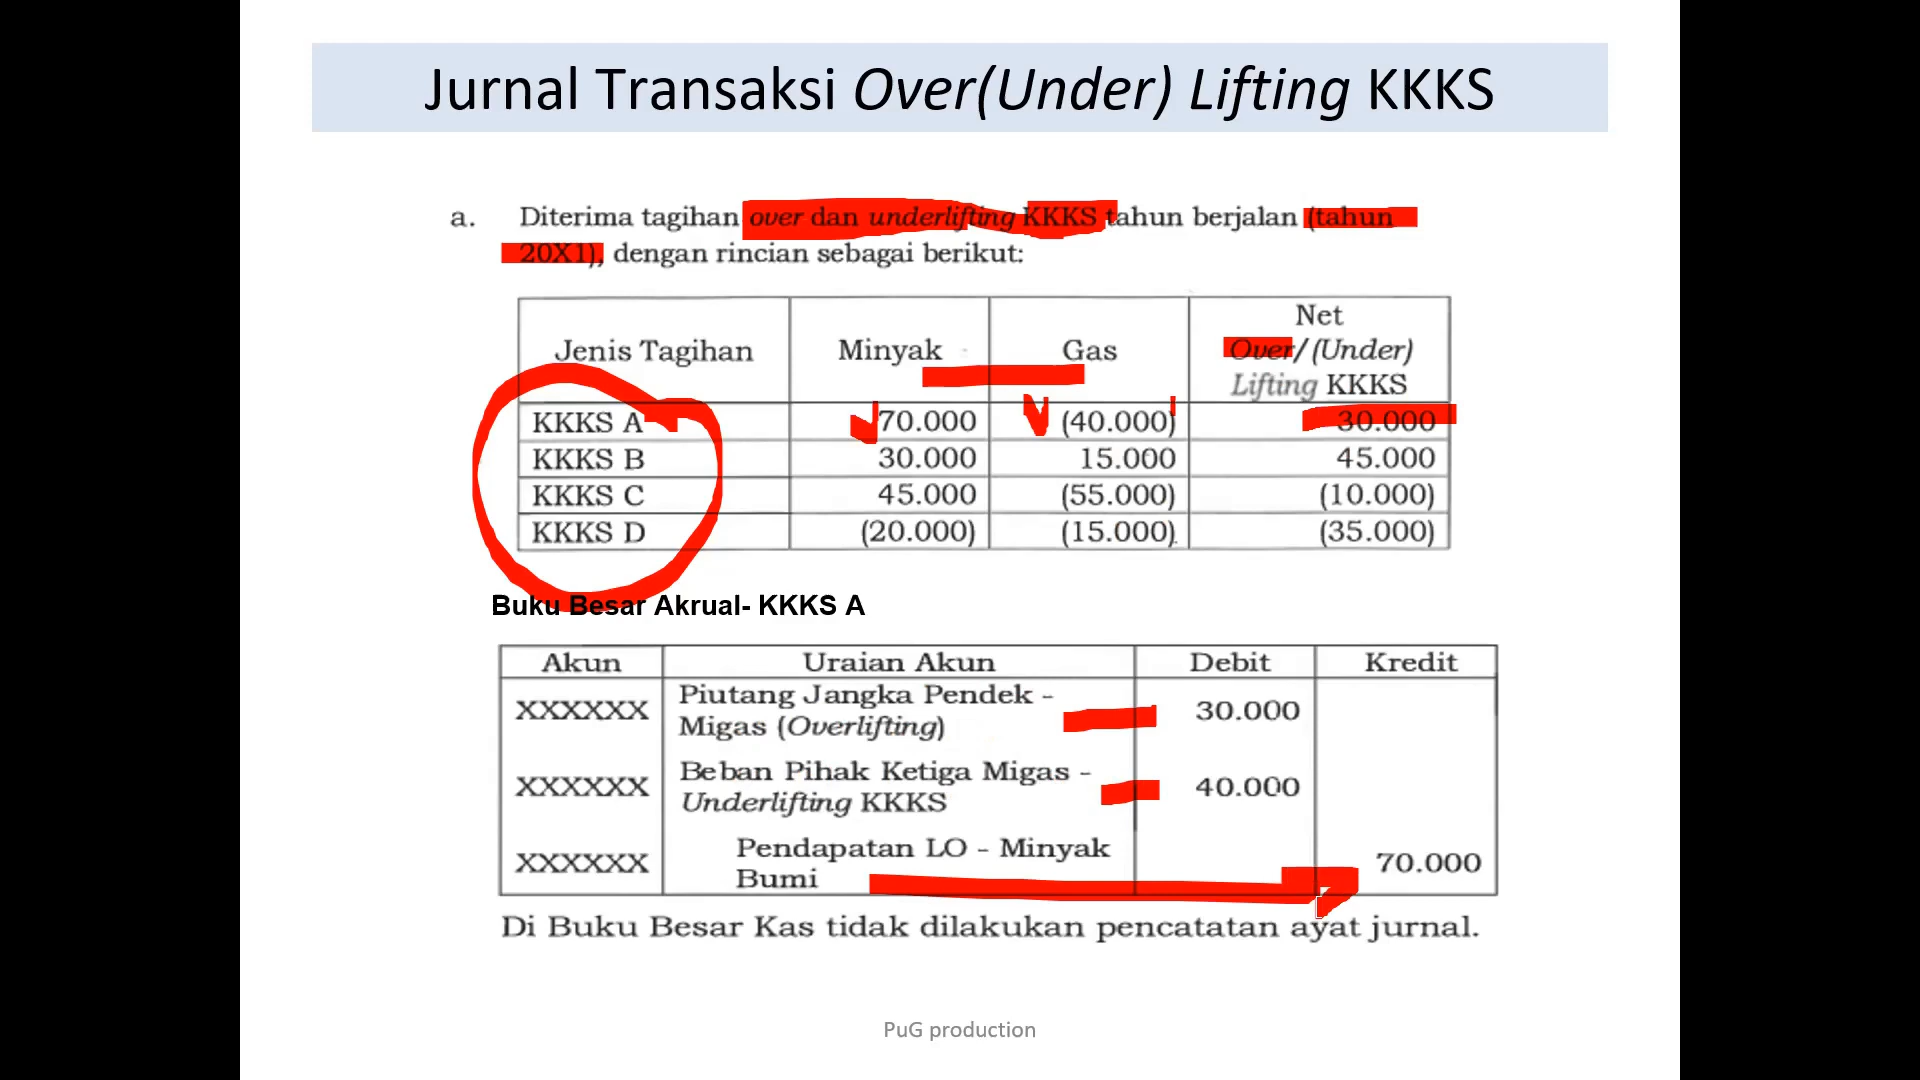 Jurnal Transaksi Over(Under) Lifting KKKS
a. Diterima tagihan over dan underlifting KKKS tahun berjalan (tahun
20X1), dengan rincian sebagai berikut:
Jenis Tagihan Minyak Gas Net Over/(Under) Lifting KKKS
KKKS A 70.000 (40.000) 30.000
KKKS B 30.000 15.000 45.000
KKKS C 45.000 (55.000) (10.000)
KKKS D (20.000) (15.000) (35.000)
Buku Besar Akrual- KKKS A
Akun Uraian Akun Debit Kredit
XXXXXX Piutang Jangka Pendek - Migas (Overlifting) 30.000
XXXXXX Beban Pihak Ketiga Migas - Underlifting KKKS 40.000
XXXXXX Pendapatan LO - Minyak Bumi 70.000
Di Buku Besar Kas tidak dilakukan pencatatan ayat jurnal.
PuG production